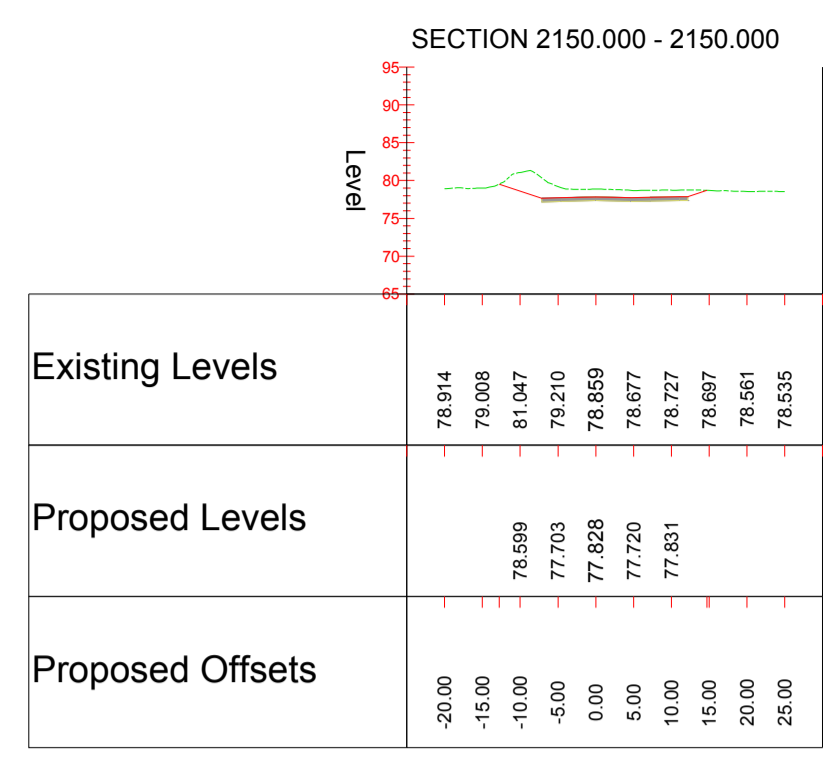 SECTION 2150.000 - 2150.000
95
90
85
80
75
70
65
Level
Existing Levels
78.914 79.008 81.047 79.210 78.859 78.677 78.727 78.697 78.561 78.535
Proposed Levels
78.599 77.703 77.828 77.720 77.831
Proposed Offsets
-20.00 -15.00 -10.00 -5.00 0.00 5.00 10.00 15.00 20.00 25.00